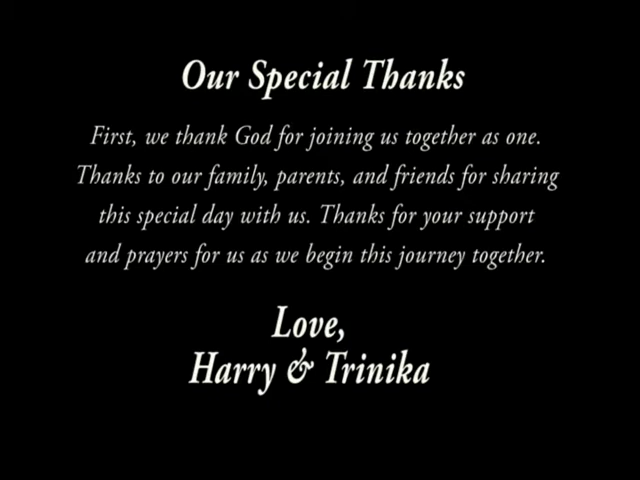 Our Special Thanks
First, we thank God for joining us together as one.
Thanks to our family, parents, and friends for sharing
this special day with us. Thanks for your support
and prayers for us as we begin this journey together.
Love,
Harry & Trinika